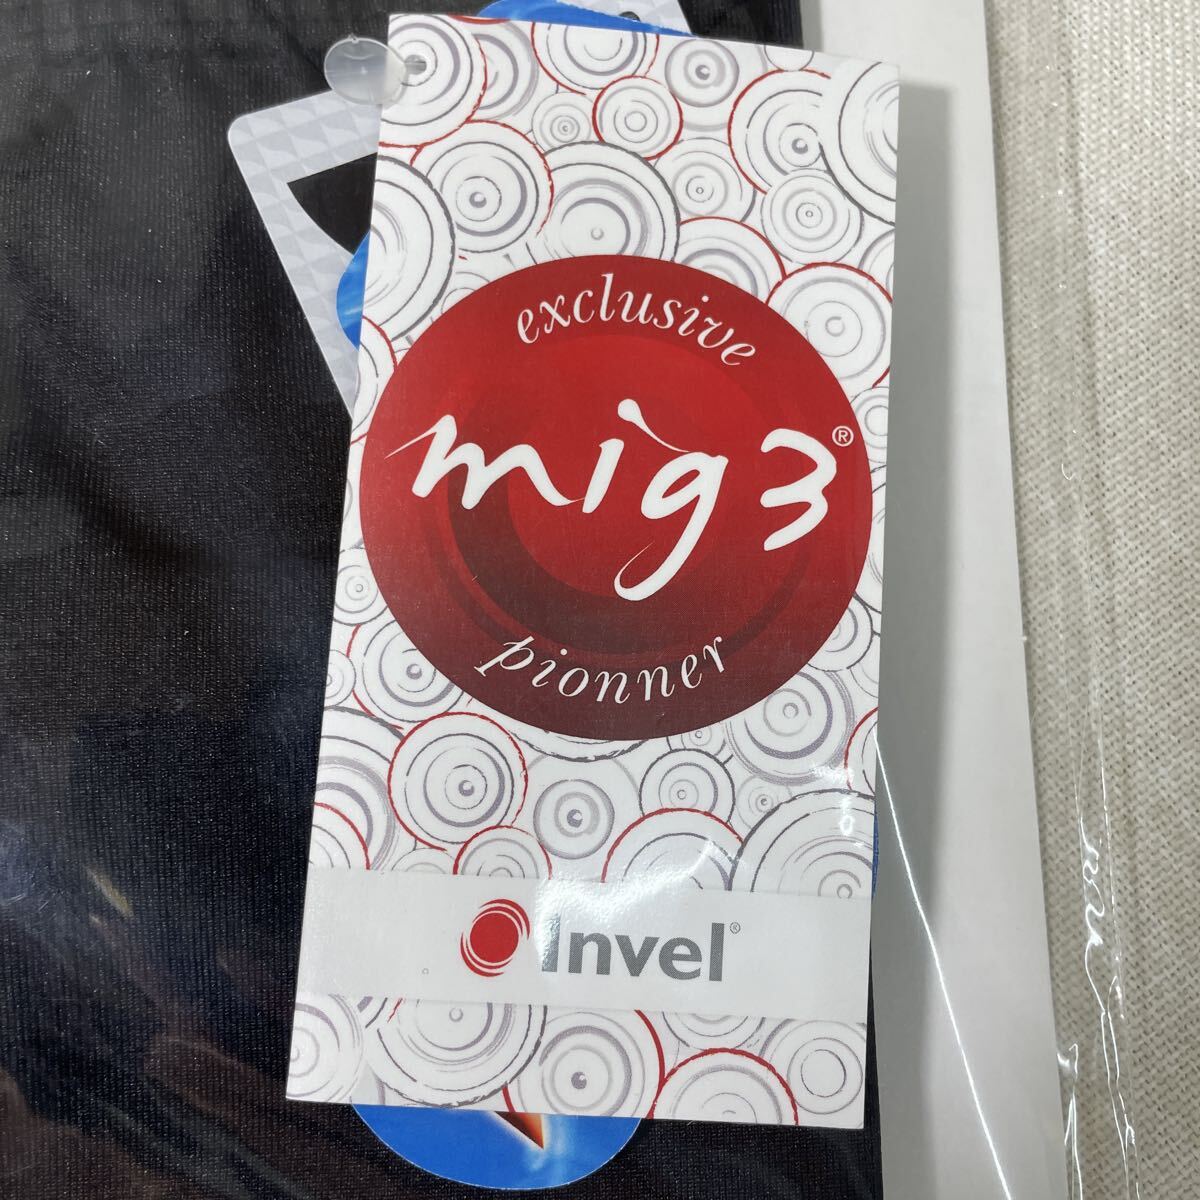 exclusive
mig3®
pionner
Invel®